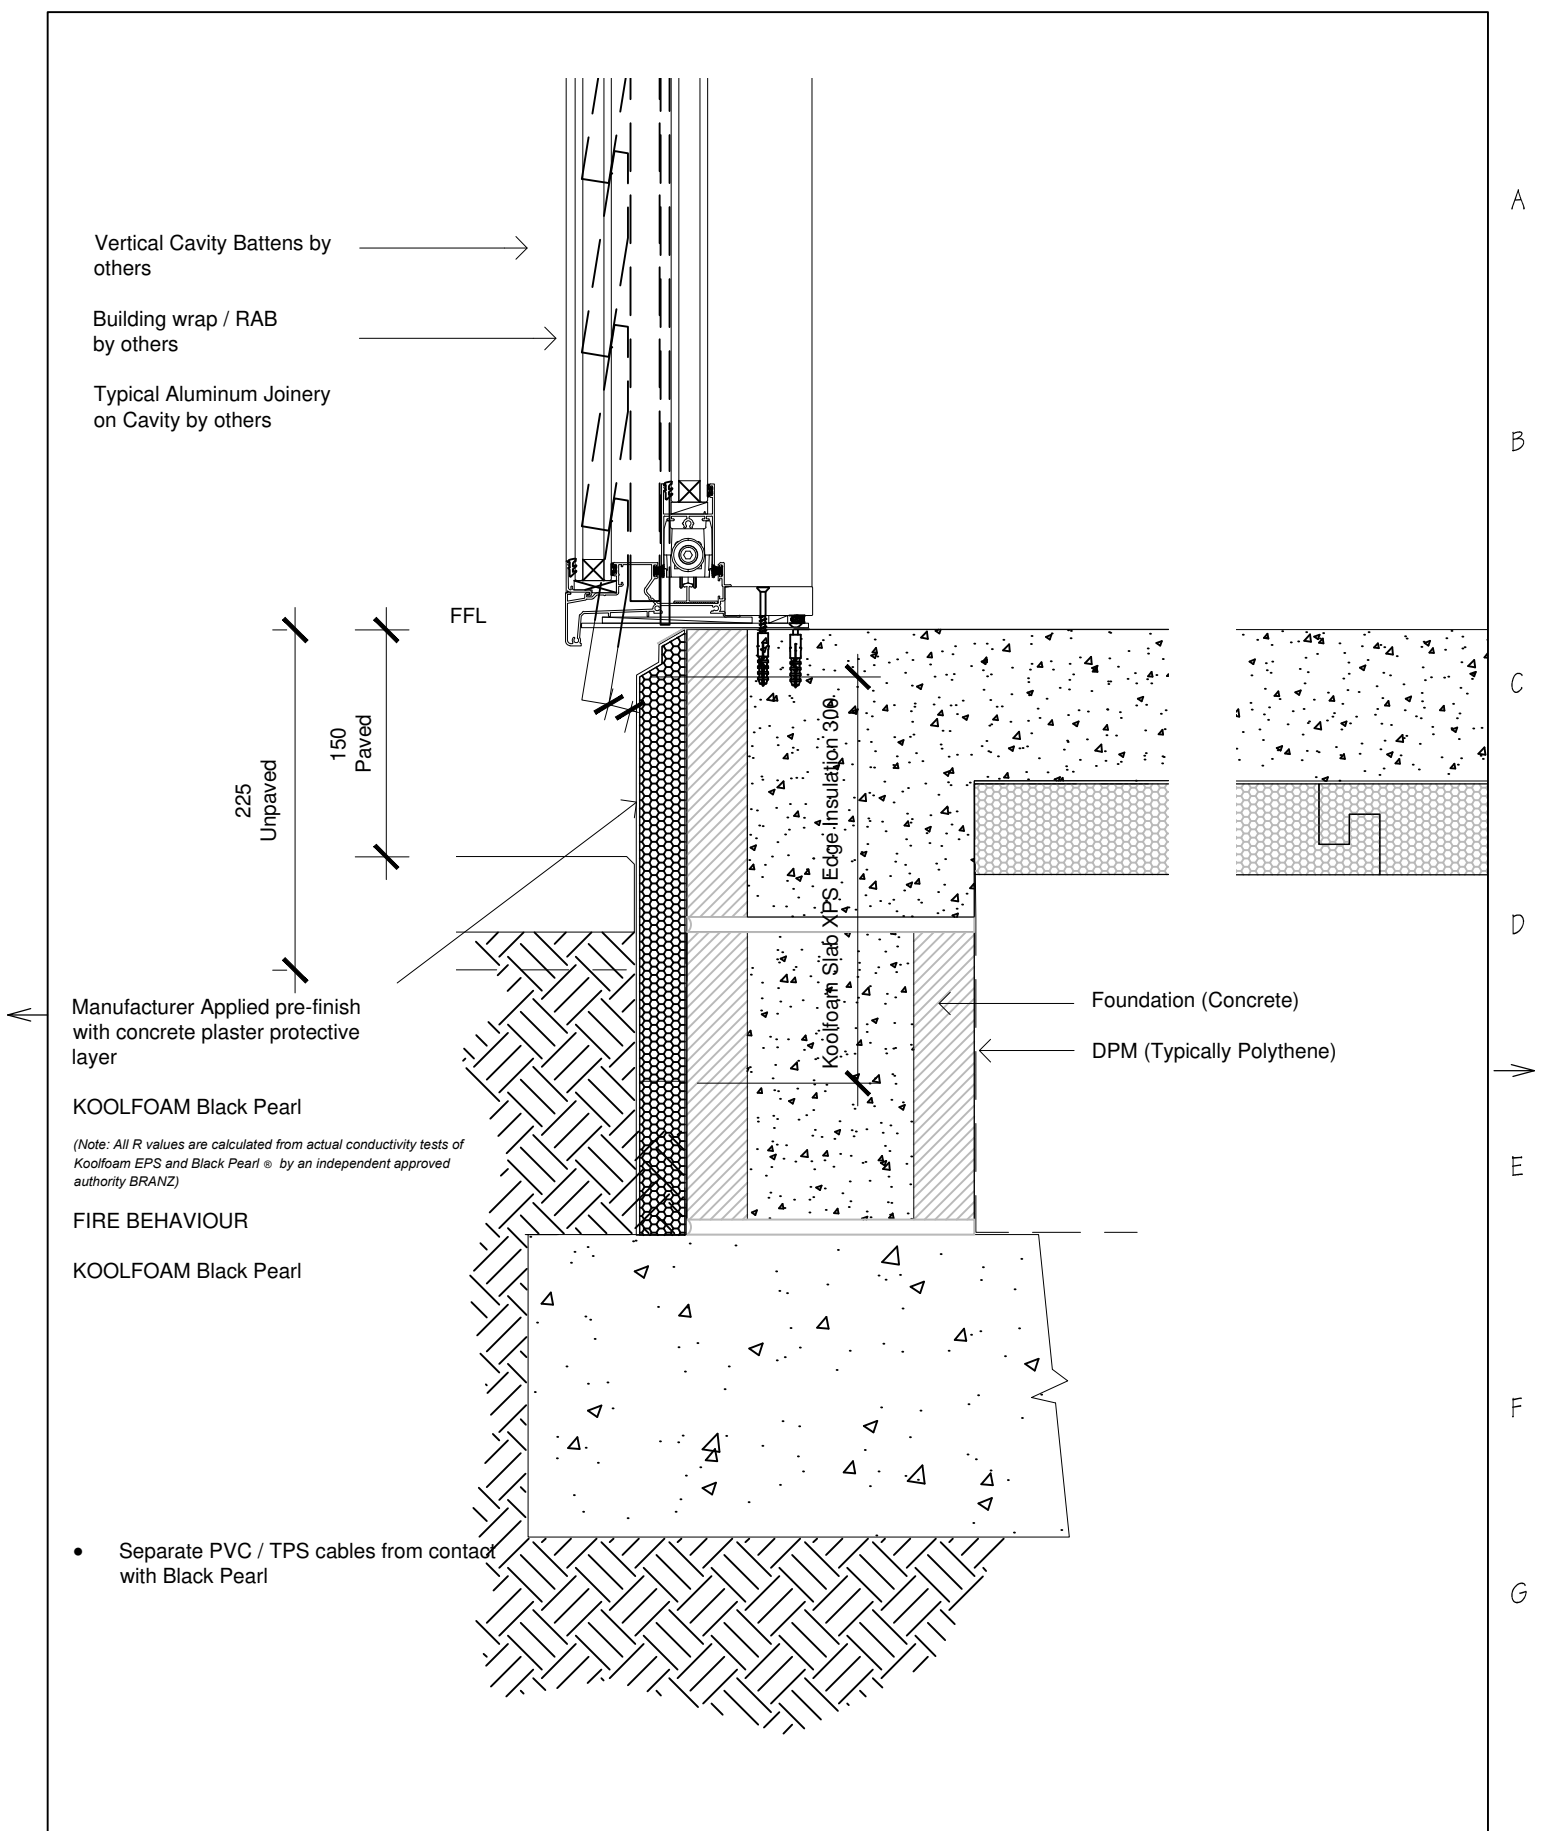 Vertical Cavity Battens by
others
Building wrap / RAB
by others
Typical Aluminum Joinery
on Cavity by others
FFL
150
Paved
225
Unpaved
Koolfoam Slab XPS Edge Insulation 300
Manufacturer Applied pre-finish
with concrete plaster protective
layer
KOOLFOAM Black Pearl
(Note: All R values are calculated from actual conductivity tests of
Koolfoam EPS and Black Pearl ® by an independent approved
authority BRANZ)
FIRE BEHAVIOUR
KOOLFOAM Black Pearl
• Separate PVC / TPS cables from contact
with Black Pearl
Foundation (Concrete)
DPM (Typically Polythene)
A
B
C
D
E
F
G